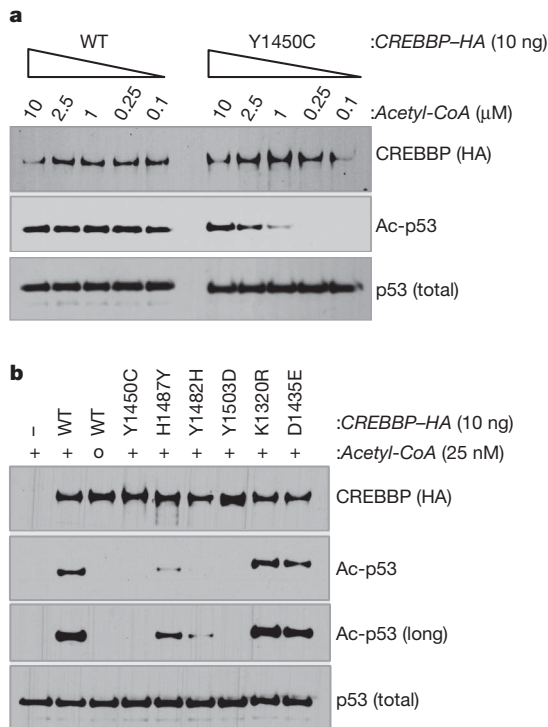 a
WT Y1450C :CREBBP–HA (10 ng)
10 2.5 1 0.25 0.1 10 2.5 1 0.25 0.1 :Acetyl-CoA (μM)
CREBBP (HA)
Ac-p53
p53 (total)
b
– WT WT Y1450C H1487Y Y1482H Y1503D K1320R D1435E :CREBBP–HA (10 ng)
+ + o + + + + + + :Acetyl-CoA (25 nM)
CREBBP (HA)
Ac-p53
Ac-p53 (long)
p53 (total)